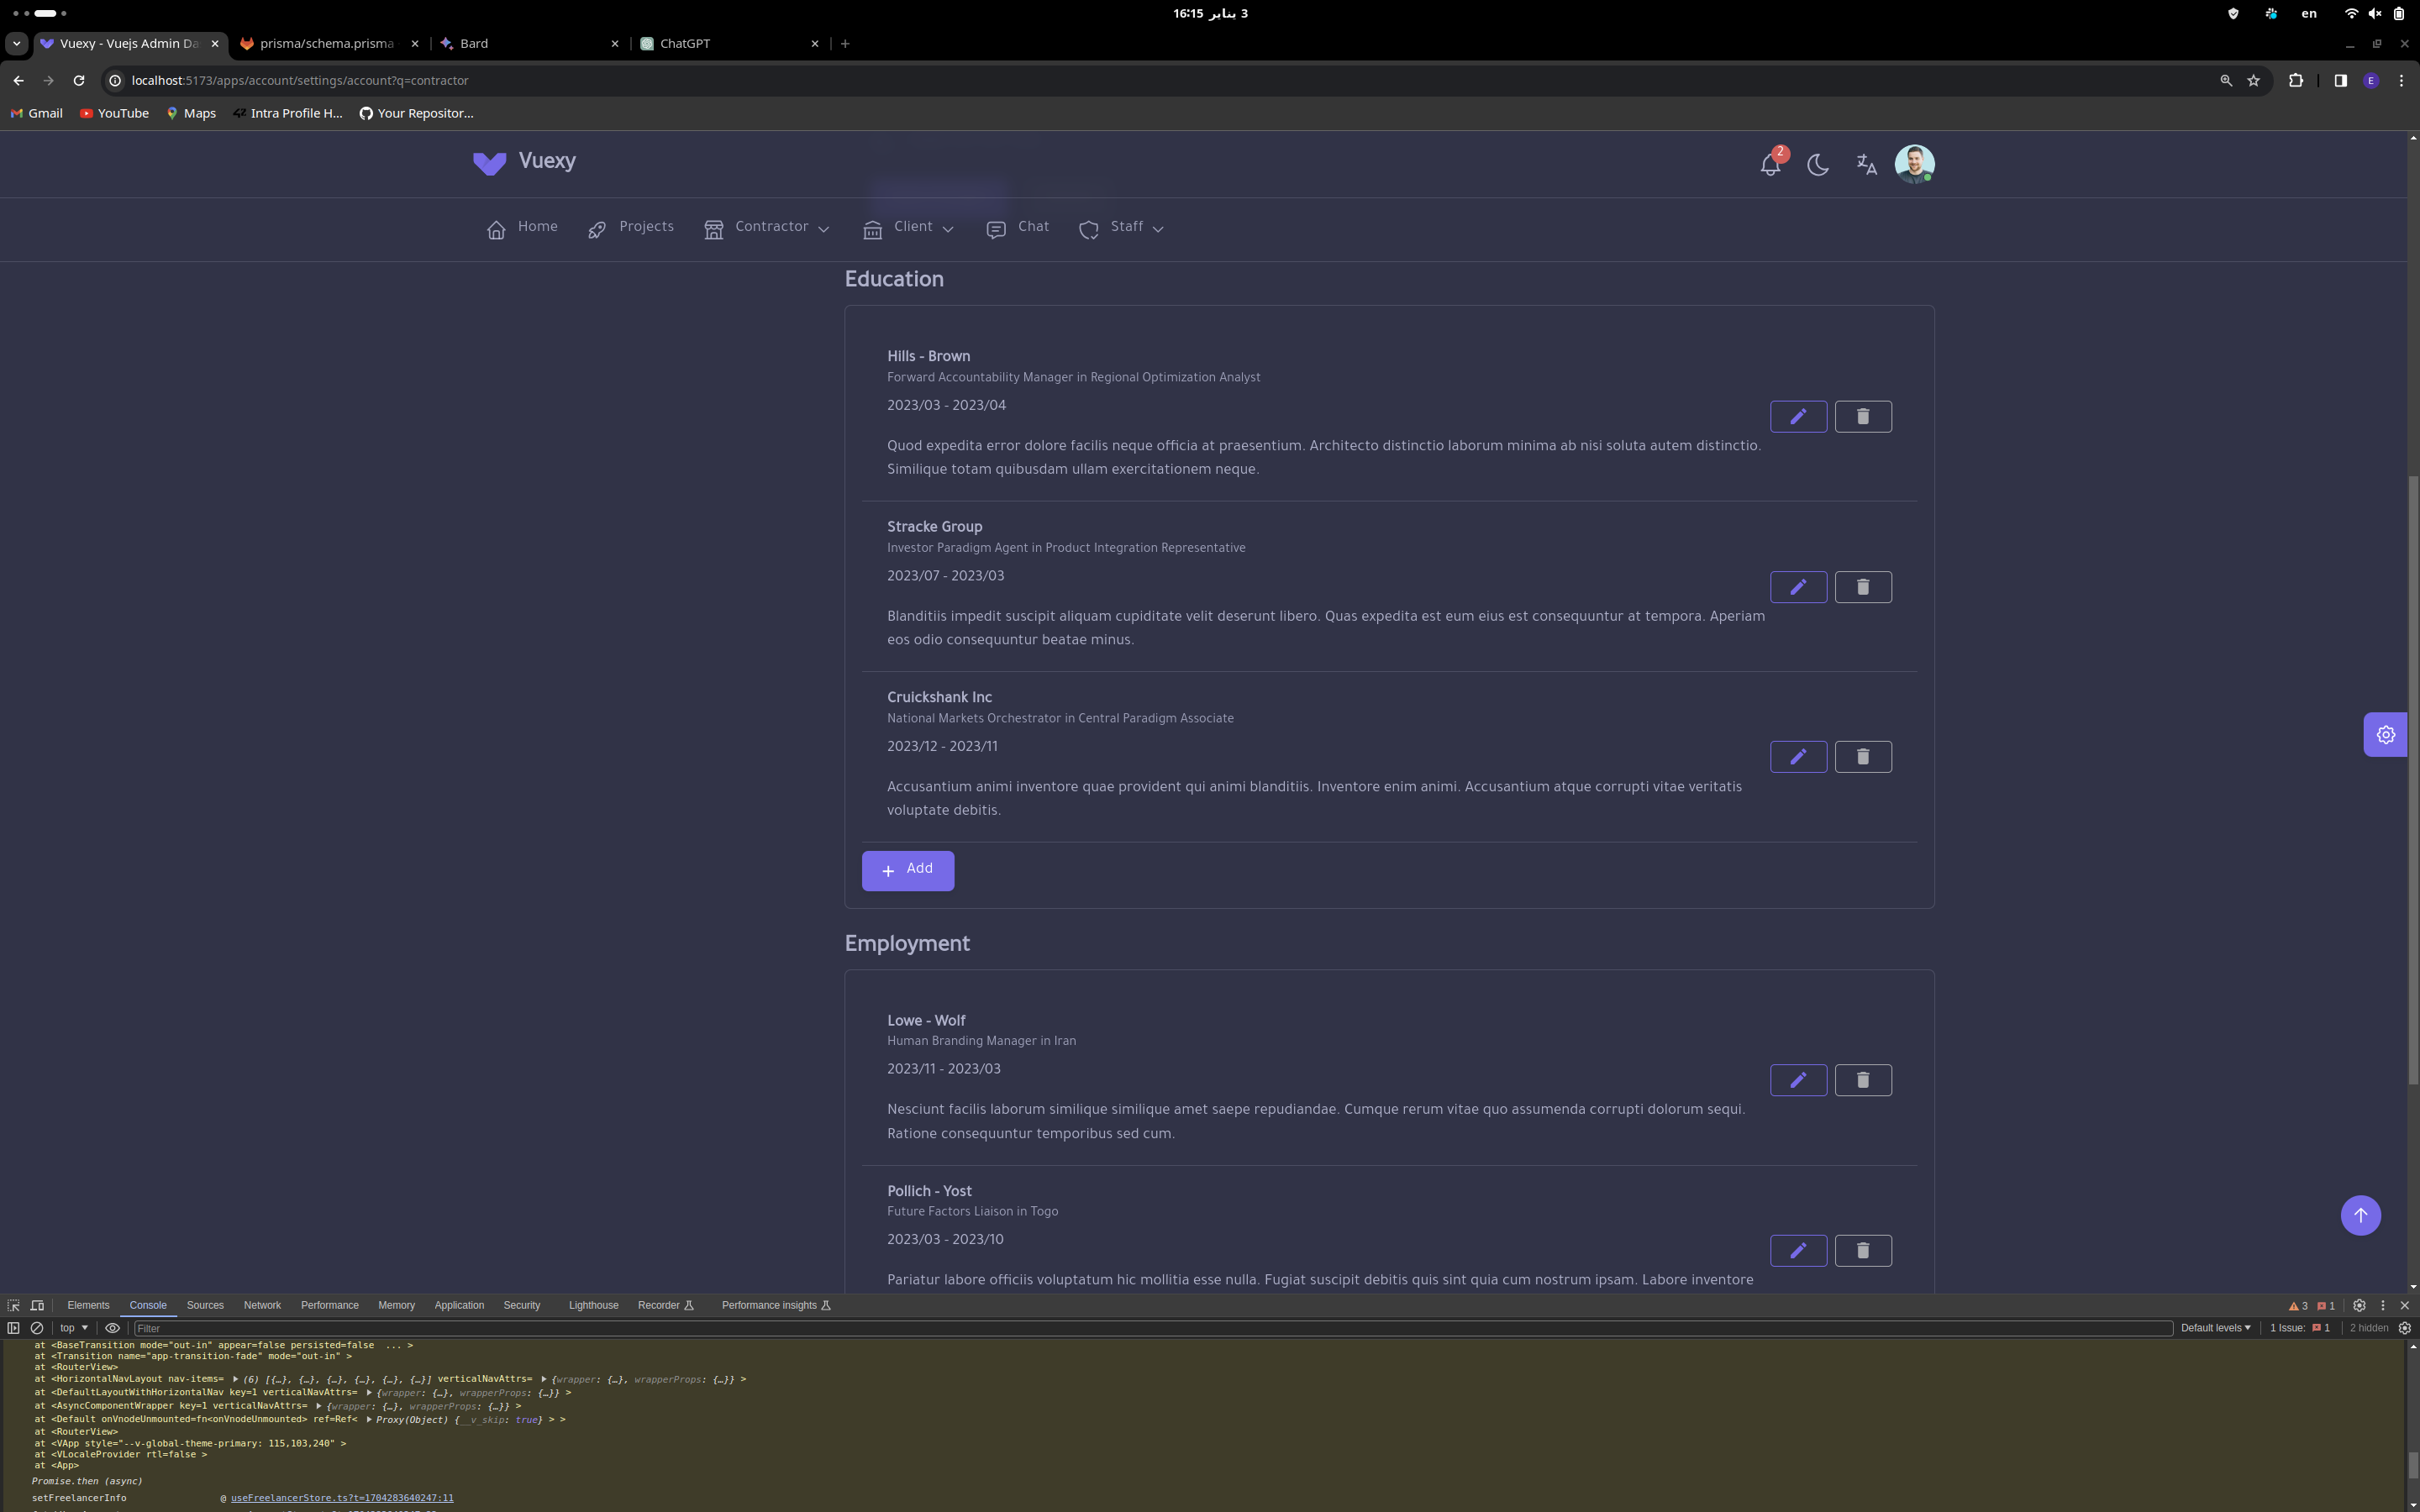 3 يناير 16:15
en
Vuexy - Vuejs Admin Da
prisma/schema.prisma
Bard
ChatGPT
localhost:5173/apps/account/settings/account?q=contractor
E
Gmail
YouTube
Maps
Intra Profile H...
Your Repositor...
Vuexy
2
Home
Projects
Contractor
Client
Chat
Staff
Education
Hills - Brown
Forward Accountability Manager in Regional Optimization Analyst
2023/03 - 2023/04
Quod expedita error dolore facilis neque officia at praesentium. Architecto distinctio laborum minima ab nisi soluta autem distinctio.
Similique totam quibusdam ullam exercitationem neque.
Stracke Group
Investor Paradigm Agent in Product Integration Representative
2023/07 - 2023/03
Blanditiis impedit suscipit aliquam cupiditate velit deserunt libero. Quas expedita est eum eius est consequuntur at tempora. Aperiam
eos odio consequuntur beatae minus.
Cruickshank Inc
National Markets Orchestrator in Central Paradigm Associate
2023/12 - 2023/11
Accusantium animi inventore quae provident qui animi blanditiis. Inventore enim animi. Accusantium atque corrupti vitae veritatis
voluptate debitis.
Add
Employment
Lowe - Wolf
Human Branding Manager in Iran
2023/11 - 2023/03
Nesciunt facilis laborum similique similique amet saepe repudiandae. Cumque rerum vitae quo assumenda corrupti dolorum sequi.
Ratione consequuntur temporibus sed cum.
Pollich - Yost
Future Factors Liaison in Togo
2023/03 - 2023/10
Pariatur labore officiis voluptatum hic mollitia esse nulla. Fugiat suscipit debitis quis sint quia cum nostrum ipsam. Labore inventore
Elements
Console
Sources
Network
Performance
Memory
Application
Security
Lighthouse
Recorder
Performance insights
3
1
top
Filter
Default levels
1 Issue: 1
2 hidden
at <BaseTransition mode="out-in" appear=false persisted=false ... >
at <Transition name="app-transition-fade" mode="out-in" >
at <RouterView>
at <HorizontalNavLayout nav-items= (6) [{…}, {…}, {…}, {…}, {…}, {…}] verticalNavAttrs= {wrapper: {…}, wrapperProps: {…}} >
at <DefaultLayoutWithHorizontalNav key=1 verticalNavAttrs= {wrapper: {…}, wrapperProps: {…}} >
at <AsyncComponentWrapper key=1 verticalNavAttrs= {wrapper: {…}, wrapperProps: {…}} >
at <Default onVnodeUnmounted=fn<onVnodeUnmounted> ref=Ref< Proxy(Object) {__v_skip: true} > >
at <RouterView>
at <VApp style="--v-global-theme-primary: 115,103,240" >
at <VLocaleProvider rtl=false >
at <App>
Promise.then (async)
setFreelancerInfo @ useFreelancerStore.ts?t=1704283640247:11